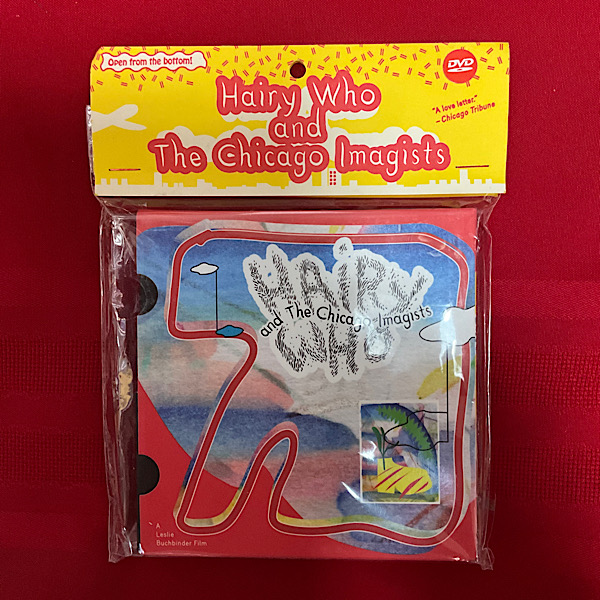 Open from the bottom!
DVD
Hairy Who
and
The Chicago Imagists
"A love letter."
– Chicago Tribune
HAiRY
and The Chicago Imagists
WHO
A
Leslie
Buchbinder Film